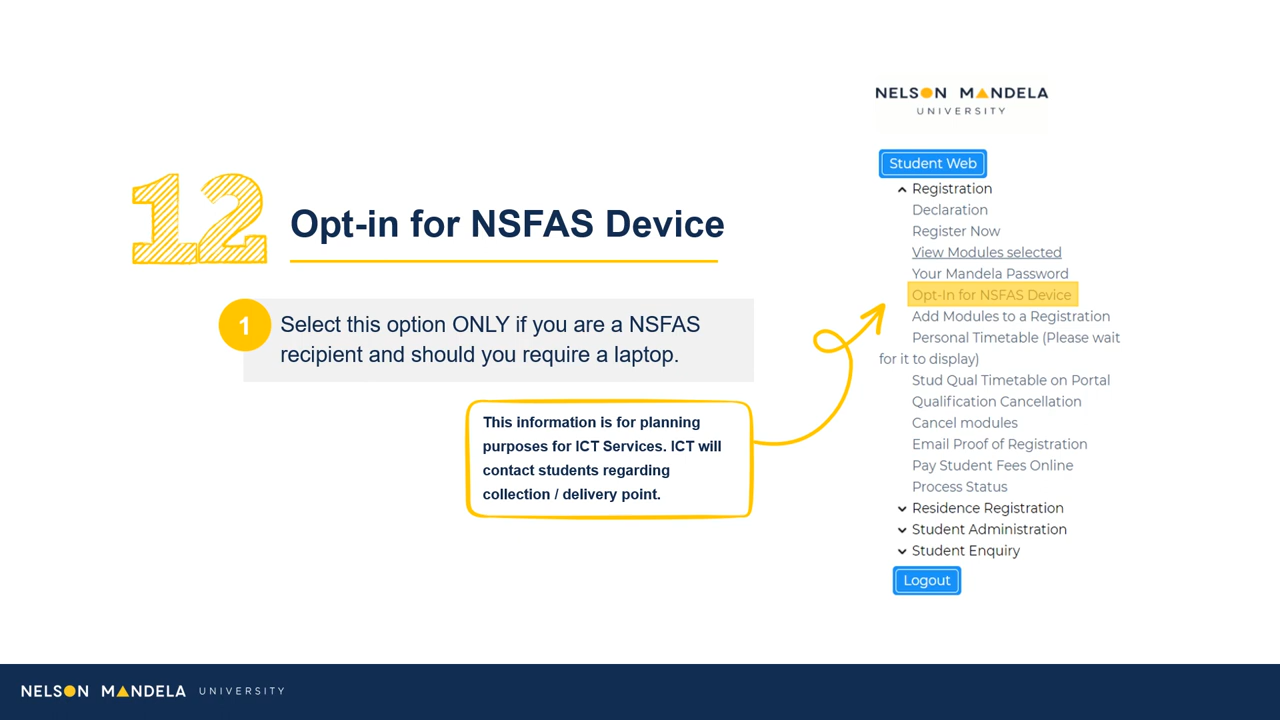 NELSON MANDELA
UNIVERSITY
12
Opt-in for NSFAS Device
1
Select this option ONLY if you are a NSFAS
recipient and should you require a laptop.
This information is for planning
purposes for ICT Services. ICT will
contact students regarding
collection / delivery point.
Student Web
Registration
Declaration
Register Now
View Modules selected
Your Mandela Password
Opt-In for NSFAS Device
Add Modules to a Registration
Personal Timetable (Please wait
for it to display)
Stud Qual Timetable on Portal
Qualification Cancellation
Cancel modules
Email Proof of Registration
Pay Student Fees Online
Process Status
Residence Registration
Student Administration
Student Enquiry
Logout
NELSON MANDELA UNIVERSITY